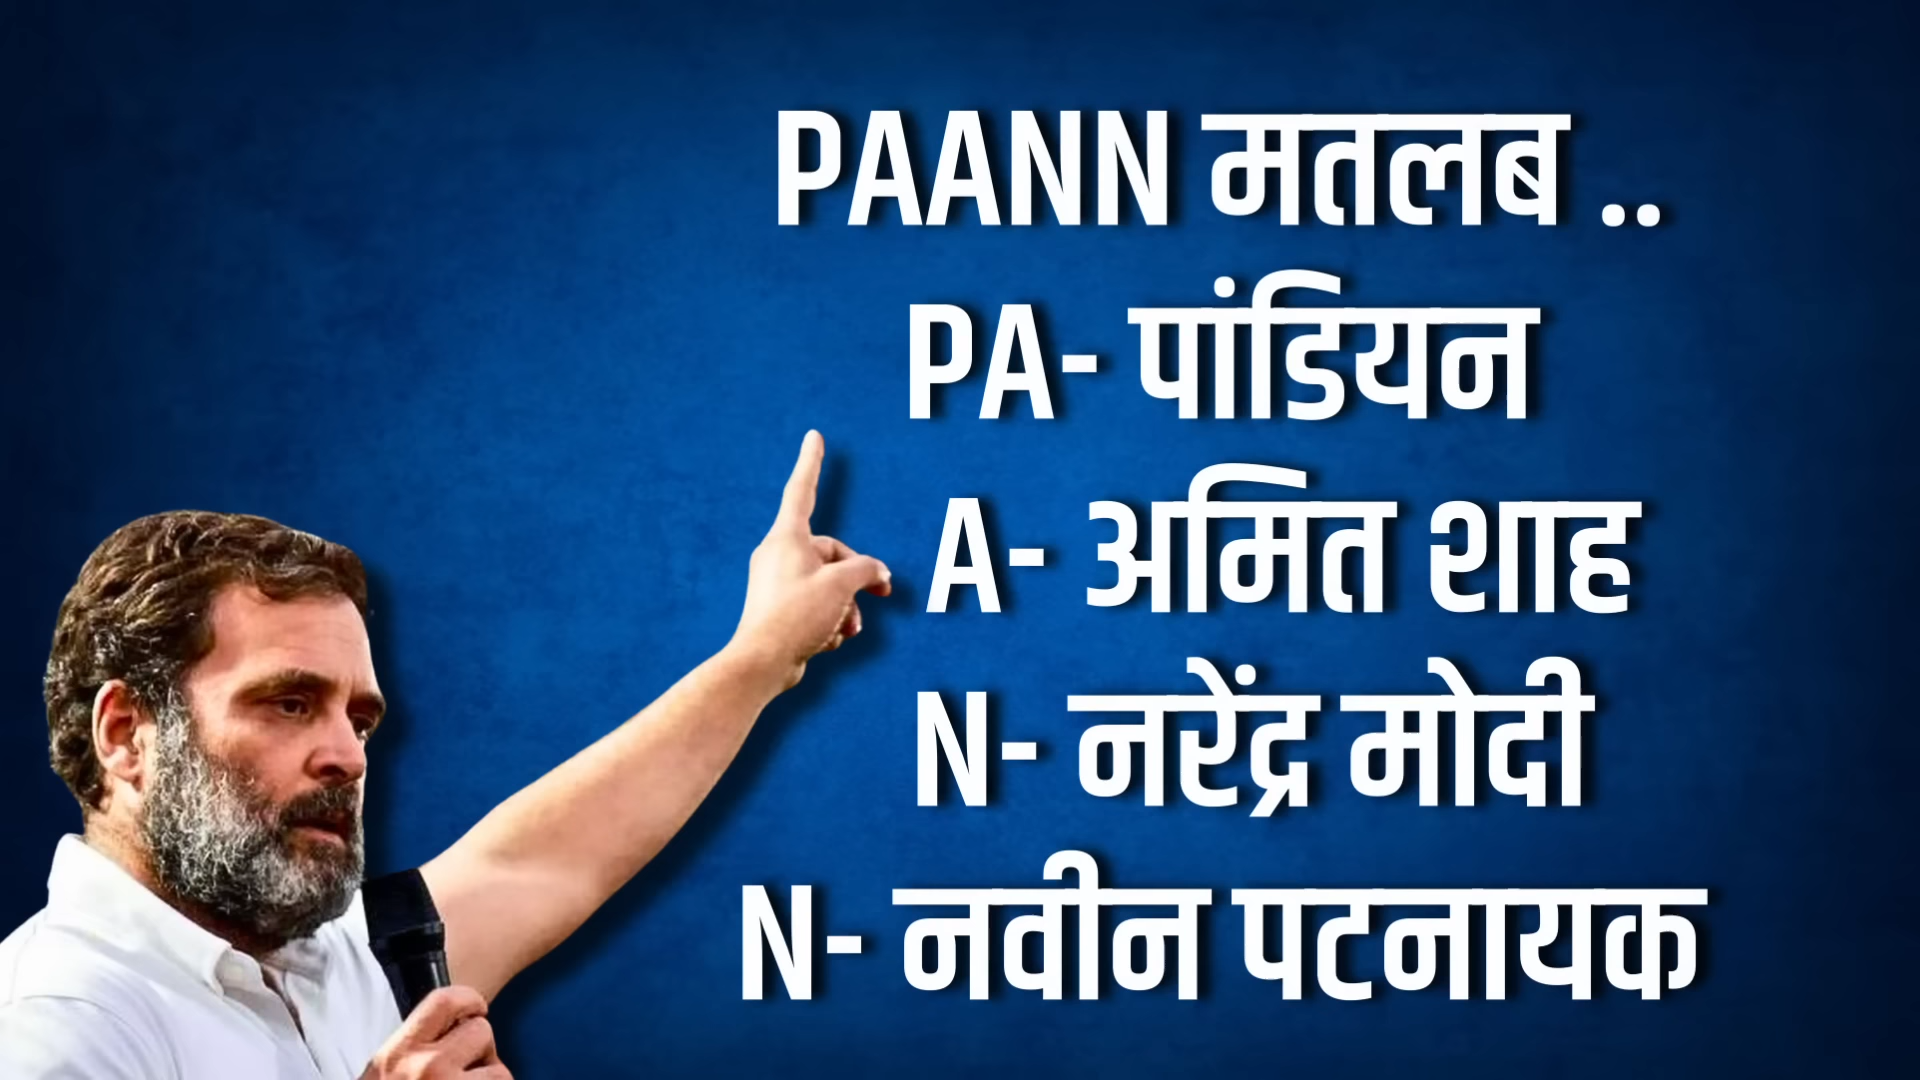 PAANN मतलब ..
PA- पांडियन
A- अमित शाह
N- नरेंद्र मोदी
N- नवीन पटनायक